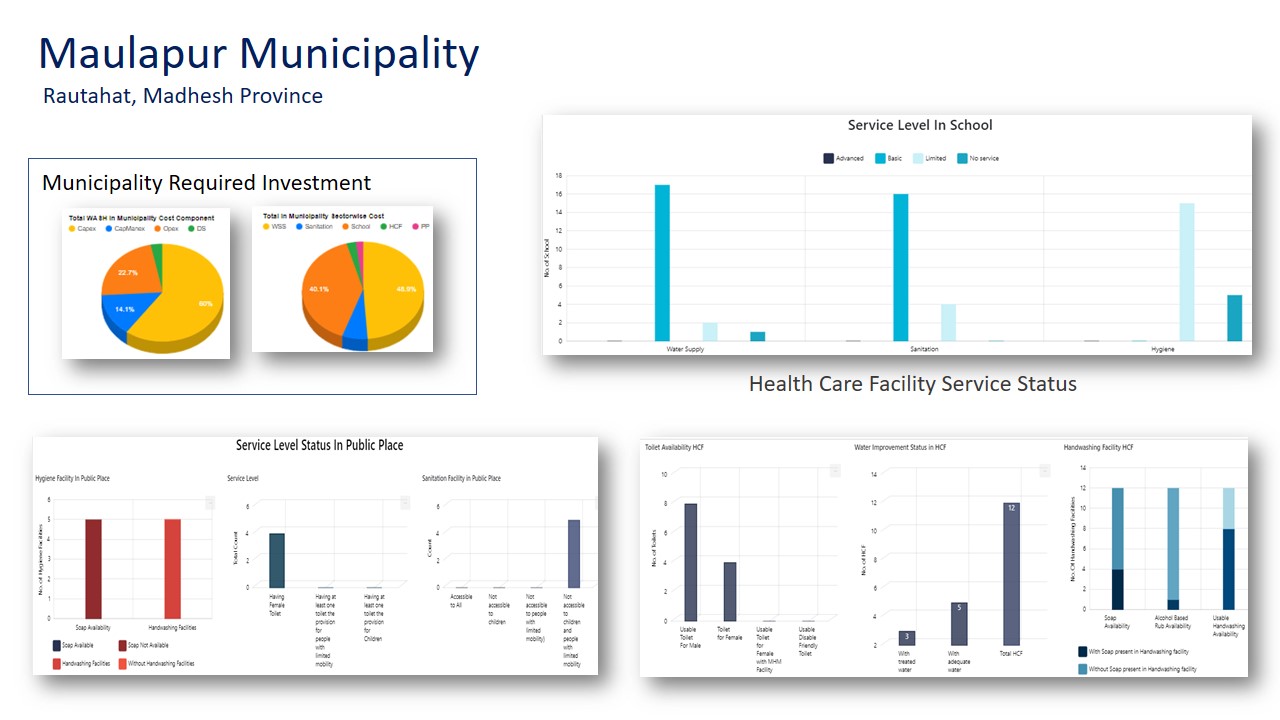 Maulapur Municipality
Rautahat, Madhesh Province
Municipality Required Investment
Total WASH in Municipality Cost Component
Capex CapManex Opex DS
22.7%
14.1%
60%
Total in Municipality Sectorwise Cost
WSS Sanitation School HCF PP
40.1%
48.9%
Service Level In School
Advanced Basic Limited No service
No. of School
18
16
14
12
10
8
6
4
2
0
Water Supply Sanitation Hygiene
Health Care Facility Service Status
Service Level Status In Public Place
Hygiene Facility In Public Place
No. of Hygiene Facilities
6
5
4
3
2
1
0
Soap Availability Handwashing Facilities
Soap Available Soap Not Available
Handwashing Facilities Without Handwashing Facilities
Service Level
Total Count
6
4
2
0
Having
Female
Toilet
Having at
least one
toilet the
provision
for
people
with
limited
mobility
Having at
least one
toilet the
provision
for
Children
Sanitation Facility in Public Place
Count
6
4
2
0
Accessible
to All
Not
accessible
to
children
Not
accessible
to people
with
limited
mobility)
Not
accessible
to
children
and
people
with
limited
mobility
Toilet Availability HCF
No. of Toilets
10
8
6
4
2
0
Usable
Toilet
For Male
Toilet
for Female
Usable
Toilet
for
Female
with MHM
Facility
Usable
Disable
Friendly
Toilet
Water Improvement Status in HCF
No. of HCF
14
12
10
8
6
4
2
3
5
12
With
treated
water
With
adequate
water
Total HCF
Handwashing Facility HCF
No. Of Handwashing Facilities
14
12
10
8
6
4
2
0
Soap
Availability
Alcohol Based
Rub Availability
Usable
Handwashing
Availability
With Soap present in Handwashing facility
Without Soap present in Handwashing facility